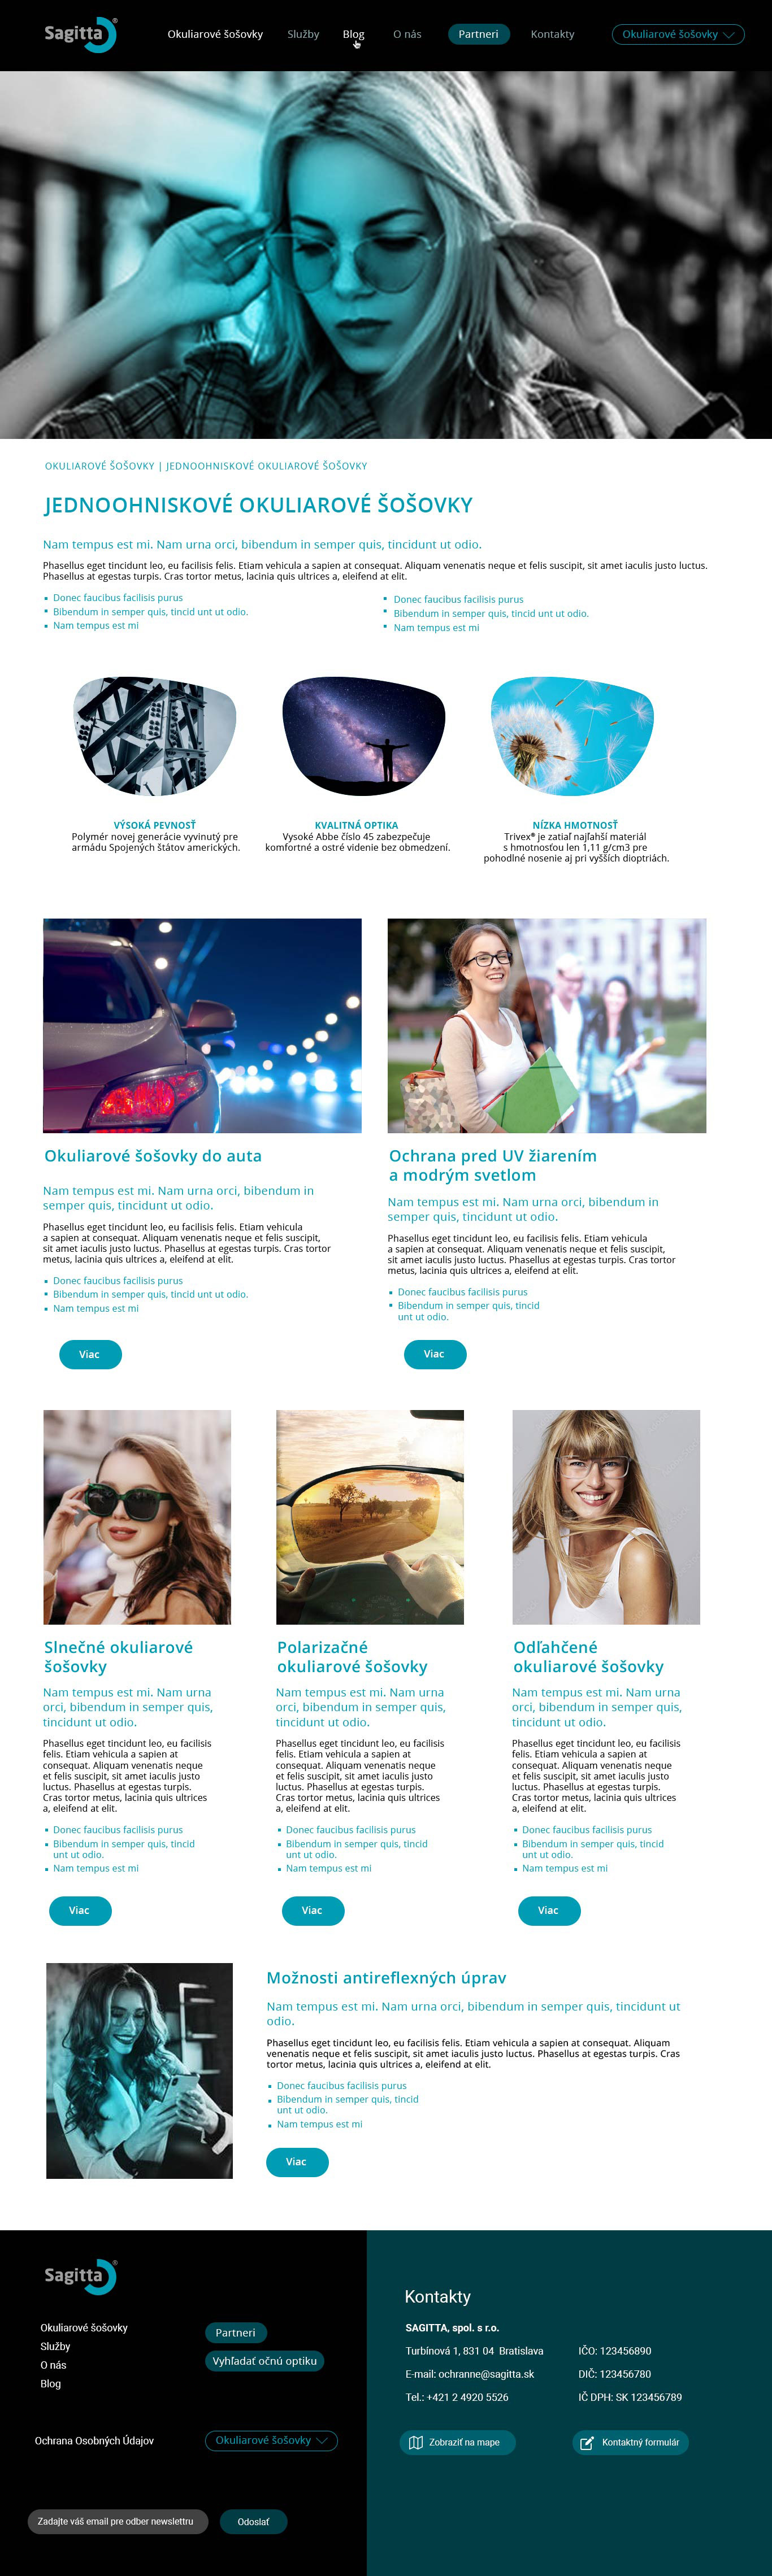 Sagitta®
Okuliarové šošovky
Služby
Blog
O nás
Partneri
Kontakty
Okuliarové šošovky
OKULIAROVÉ ŠOŠOVKY | JEDNOOHNISKOVÉ OKULIAROVÉ ŠOŠOVKY
JEDNOOHNISKOVÉ OKULIAROVÉ ŠOŠOVKY
Nam tempus est mi. Nam urna orci, bibendum in semper quis, tincidunt ut odio.
Phasellus eget tincidunt leo, eu facilisis felis. Etiam vehicula a sapien at consequat. Aliquam venenatis neque et felis suscipit, sit amet iaculis justo luctus.
Phasellus at egestas turpis. Cras tortor metus, lacinia quis ultrices a, eleifend at elit.
Donec faucibus facilisis purus
Bibendum in semper quis, tincid unt ut odio.
Nam tempus est mi
Donec faucibus facilisis purus
Bibendum in semper quis, tincid unt ut odio.
Nam tempus est mi
VÝSOKÁ PEVNOSŤ
Polymér novej generácie vyvinutý pre
armádu Spojených štátov amerických.
KVALITNÁ OPTIKA
Vysoké Abbe číslo 45 zabezpečuje
komfortné a ostré videnie bez obmedzení.
NÍZKA HMOTNOSŤ
Trivex® je zatiaľ najľahší materiál
s hmotnosťou len 1,11 g/cm3 pre
pohodlné nosenie aj pri vyšších dioptriách.
Okuliarové šošovky do auta
Nam tempus est mi. Nam urna orci, bibendum in
semper quis, tincidunt ut odio.
Phasellus eget tincidunt leo, eu facilisis felis. Etiam vehicula
a sapien at consequat. Aliquam venenatis neque et felis suscipit,
sit amet iaculis justo luctus. Phasellus at egestas turpis. Cras tortor
metus, lacinia quis ultrices a, eleifend at elit.
Donec faucibus facilisis purus
Bibendum in semper quis, tincid unt ut odio.
Nam tempus est mi
Viac
Ochrana pred UV žiarením
a modrým svetlom
Nam tempus est mi. Nam urna orci, bibendum in
semper quis, tincidunt ut odio.
Phasellus eget tincidunt leo, eu facilisis felis. Etiam vehicula
a sapien at consequat. Aliquam venenatis neque et felis suscipit,
sit amet iaculis justo luctus. Phasellus at egestas turpis. Cras tortor
metus, lacinia quis ultrices a, eleifend at elit.
Donec faucibus facilisis purus
Bibendum in semper quis, tincid
unt ut odio.
Viac
Slnečné okuliarové
šošovky
Nam tempus est mi. Nam urna
orci, bibendum in semper quis,
tincidunt ut odio.
Phasellus eget tincidunt leo, eu facilisis
felis. Etiam vehicula a sapien at
consequat. Aliquam venenatis neque
et felis suscipit, sit amet iaculis justo
luctus. Phasellus at egestas turpis.
Cras tortor metus, lacinia quis ultrices
a, eleifend at elit.
Donec faucibus facilisis purus
Bibendum in semper quis, tincid
unt ut odio.
Nam tempus est mi
Viac
Polarizačné
okuliarové šošovky
Nam tempus est mi. Nam urna
orci, bibendum in semper quis,
tincidunt ut odio.
Phasellus eget tincidunt leo, eu facilisis
felis. Etiam vehicula a sapien at
consequat. Aliquam venenatis neque
et felis suscipit, sit amet iaculis justo
luctus. Phasellus at egestas turpis.
Cras tortor metus, lacinia quis ultrices
a, eleifend at elit.
Donec faucibus facilisis purus
Bibendum in semper quis, tincid
unt ut odio.
Nam tempus est mi
Viac
Odľahčené
okuliarové šošovky
Nam tempus est mi. Nam urna
orci, bibendum in semper quis,
tincidunt ut odio.
Phasellus eget tincidunt leo, eu facilisis
felis. Etiam vehicula a sapien at
consequat. Aliquam venenatis neque
et felis suscipit, sit amet iaculis justo
luctus. Phasellus at egestas turpis.
Cras tortor metus, lacinia quis ultrices
a, eleifend at elit.
Donec faucibus facilisis purus
Bibendum in semper quis, tincid
unt ut odio.
Nam tempus est mi
Viac
Možnosti antireflexných úprav
Nam tempus est mi. Nam urna orci, bibendum in semper quis, tincidunt ut
odio.
Phasellus eget tincidunt leo, eu facilisis felis. Etiam vehicula a sapien at consequat. Aliquam
venenatis neque et felis suscipit, sit amet iaculis justo luctus. Phasellus at egestas turpis. Cras
tortor metus, lacinia quis ultrices a, eleifend at elit.
Donec faucibus facilisis purus
Bibendum in semper quis, tincid
unt ut odio.
Nam tempus est mi
Viac
Sagitta®
Okuliarové šošovky
Služby
O nás
Blog
Partneri
Vyhľadať očnú optiku
Ochrana Osobných Údajov
Okuliarové šošovky
Zadajte váš email pre odber newslettru
Odoslať
Kontakty
SAGITTA, spol. s r.o.
Turbínová 1, 831 04 Bratislava
E-mail: ochranne@sagitta.sk
Tel.: +421 2 4920 5526
IČO: 123456890
DIČ: 123456780
IČ DPH: SK 123456789
Zobraziť na mape
Kontaktný formulár